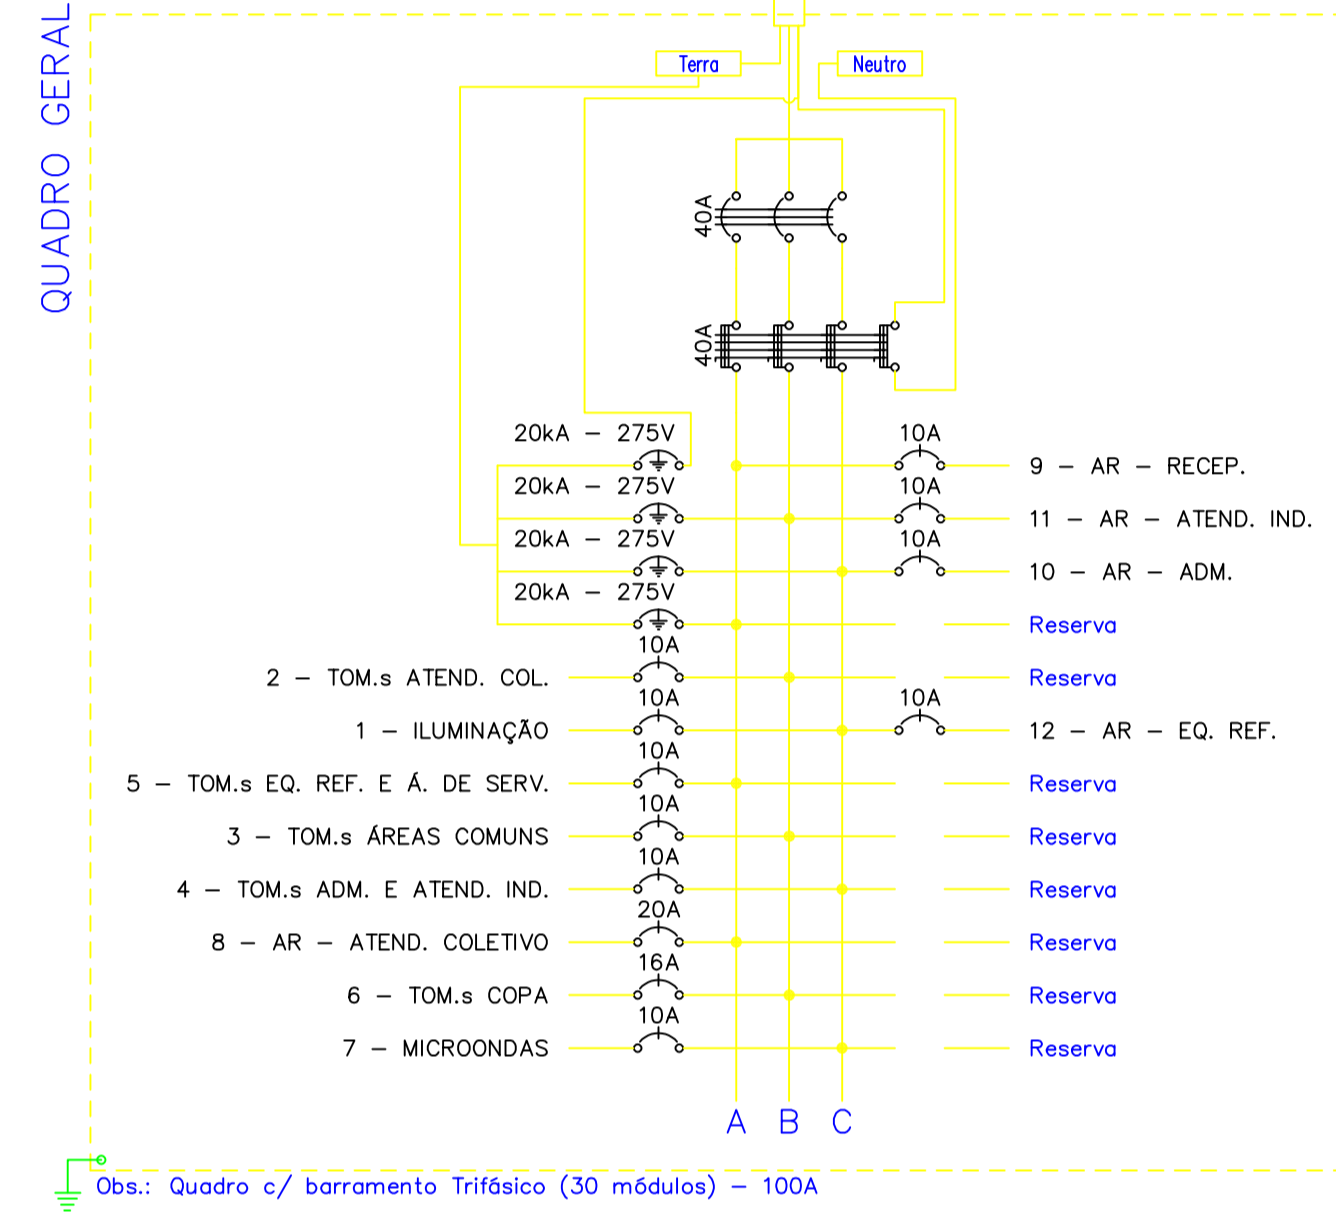 QUADRO GERAL
Terra
Neutro
40A
40A
20kA – 275V
10A
9 – AR – RECEP.
20kA – 275V
10A
11 – AR – ATEND. IND.
20kA – 275V
10A
10 – AR – ADM.
20kA – 275V
Reserva
10A
2 – TOM.s ATEND. COL.
Reserva
10A
1 – ILUMINAÇÃO
10A
12 – AR – EQ. REF.
10A
5 – TOM.s EQ. REF. E Á. DE SERV.
Reserva
10A
3 – TOM.s ÁREAS COMUNS
Reserva
10A
4 – TOM.s ADM. E ATEND. IND.
Reserva
20A
8 – AR – ATEND. COLETIVO
Reserva
16A
6 – TOM.s COPA
Reserva
10A
7 – MICROONDAS
Reserva
A B C
Obs.: Quadro c/ barramento Trifásico (30 módulos) – 100A